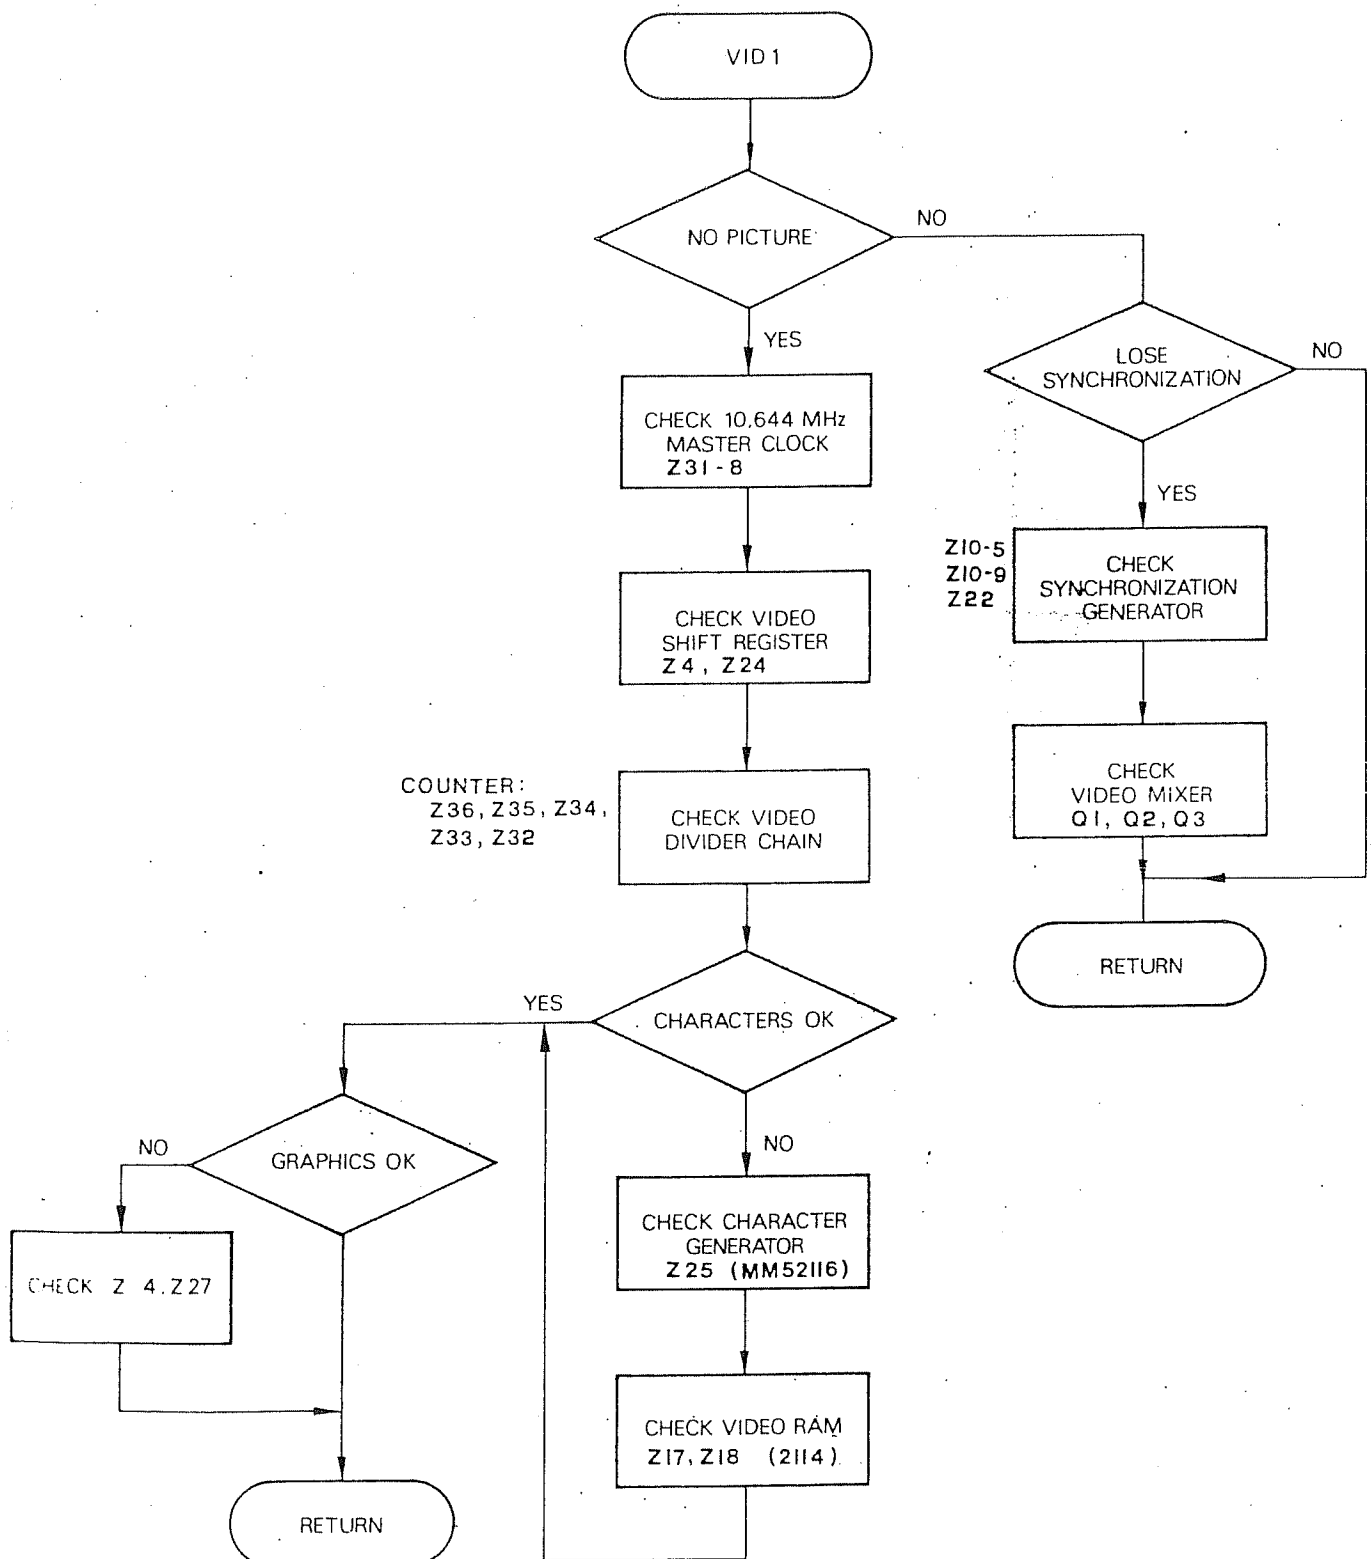 VID 1
NO PICTURE
NO
YES
LOSE
SYNCHRONIZATION
NO
CHECK 10.644 MHz
MASTER CLOCK
Z31-8
YES
Z10-5
Z10-9
Z22
CHECK
SYNCHRONIZATION
GENERATOR
CHECK VIDEO
SHIFT REGISTER
Z4, Z24
CHECK
VIDEO MIXER
Q1, Q2, Q3
COUNTER:
Z36, Z35, Z34,
Z33, Z32
CHECK VIDEO
DIVIDER CHAIN
RETURN
YES
CHARACTERS OK
NO
GRAPHICS OK
NO
CHECK CHARACTER
GENERATOR
Z25 (MM52116)
CHECK Z 4.Z27
CHECK VIDEO RAM
Z17, Z18 (2114)
RETURN